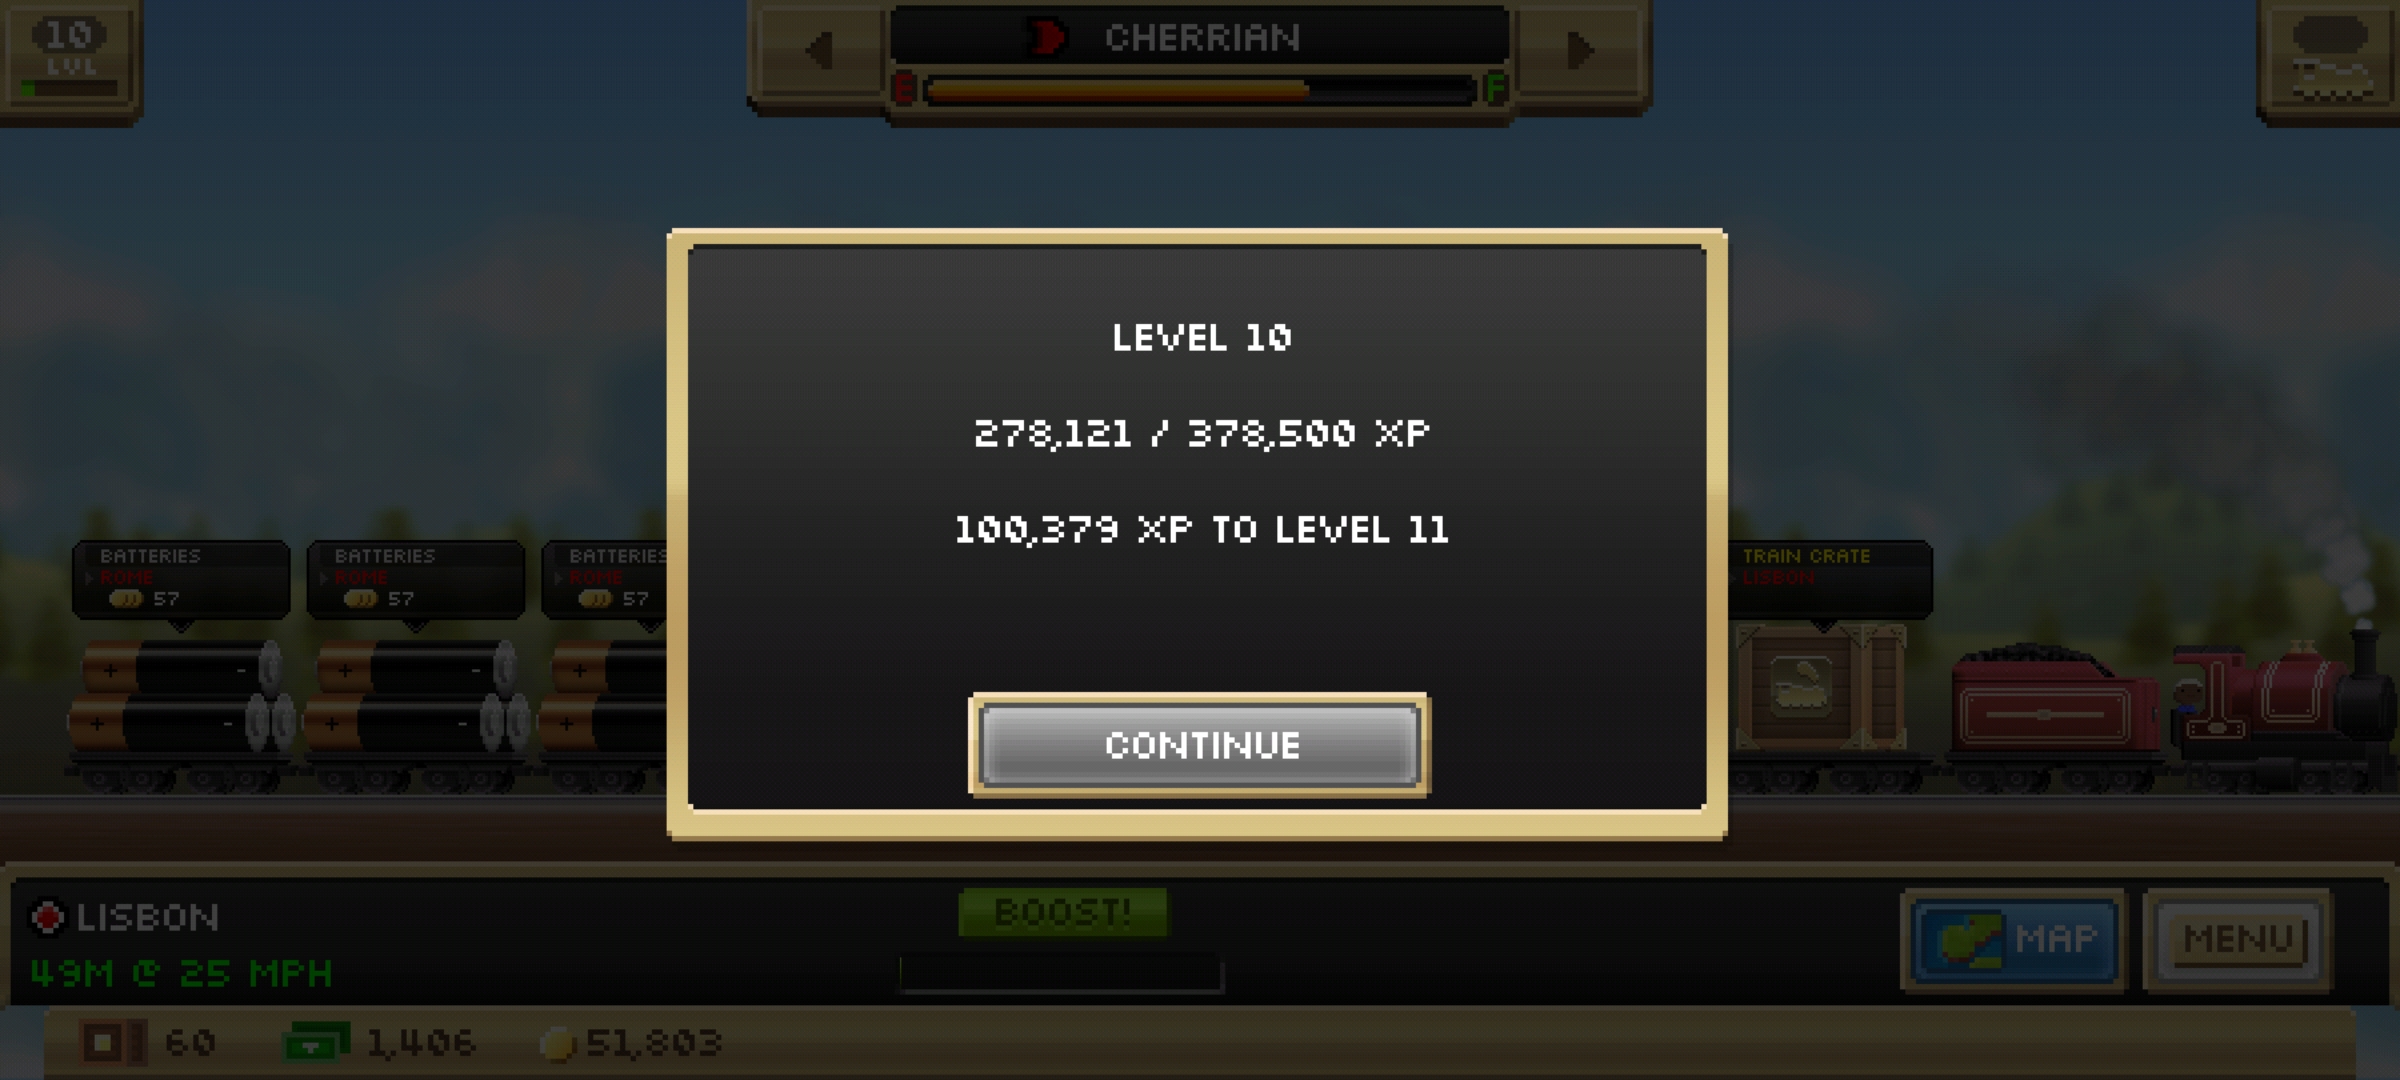 10
LVL
CHERRIAN
E
F
LEVEL 10
278,121 / 378,500 XP
100,379 XP TO LEVEL 11
CONTINUE
BATTERIES
ROME
57
BATTERIES
ROME
57
BATTERIES
ROME
57
TRAIN CRATE
LISBON
LISBON
49M @ 25 MPH
BOOST!
MAP
MENU
60
1,406
51,803